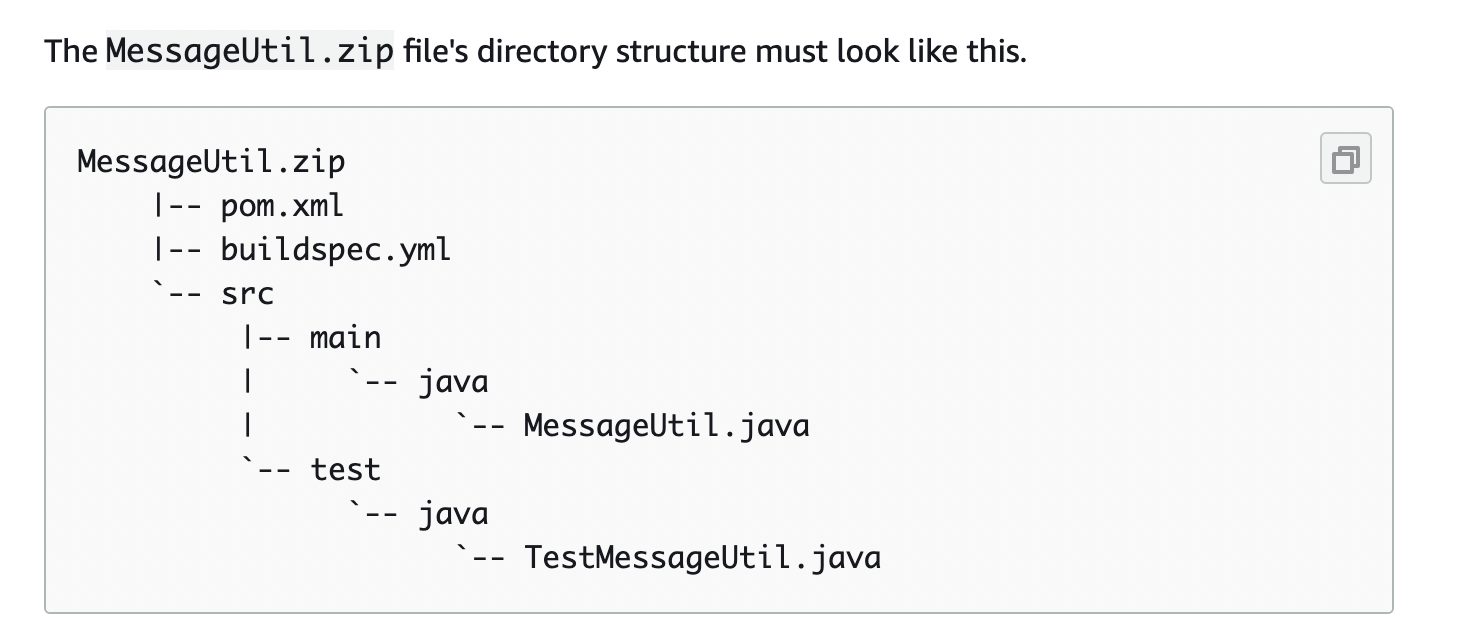 The MessageUtil.zip file's directory structure must look like this.
MessageUtil.zip
     |-- pom.xml
     |-- buildspec.yml
     `-- src
          |-- main
          |     `-- java
          |           `-- MessageUtil.java
          `-- test
                `-- java
                      `-- TestMessageUtil.java